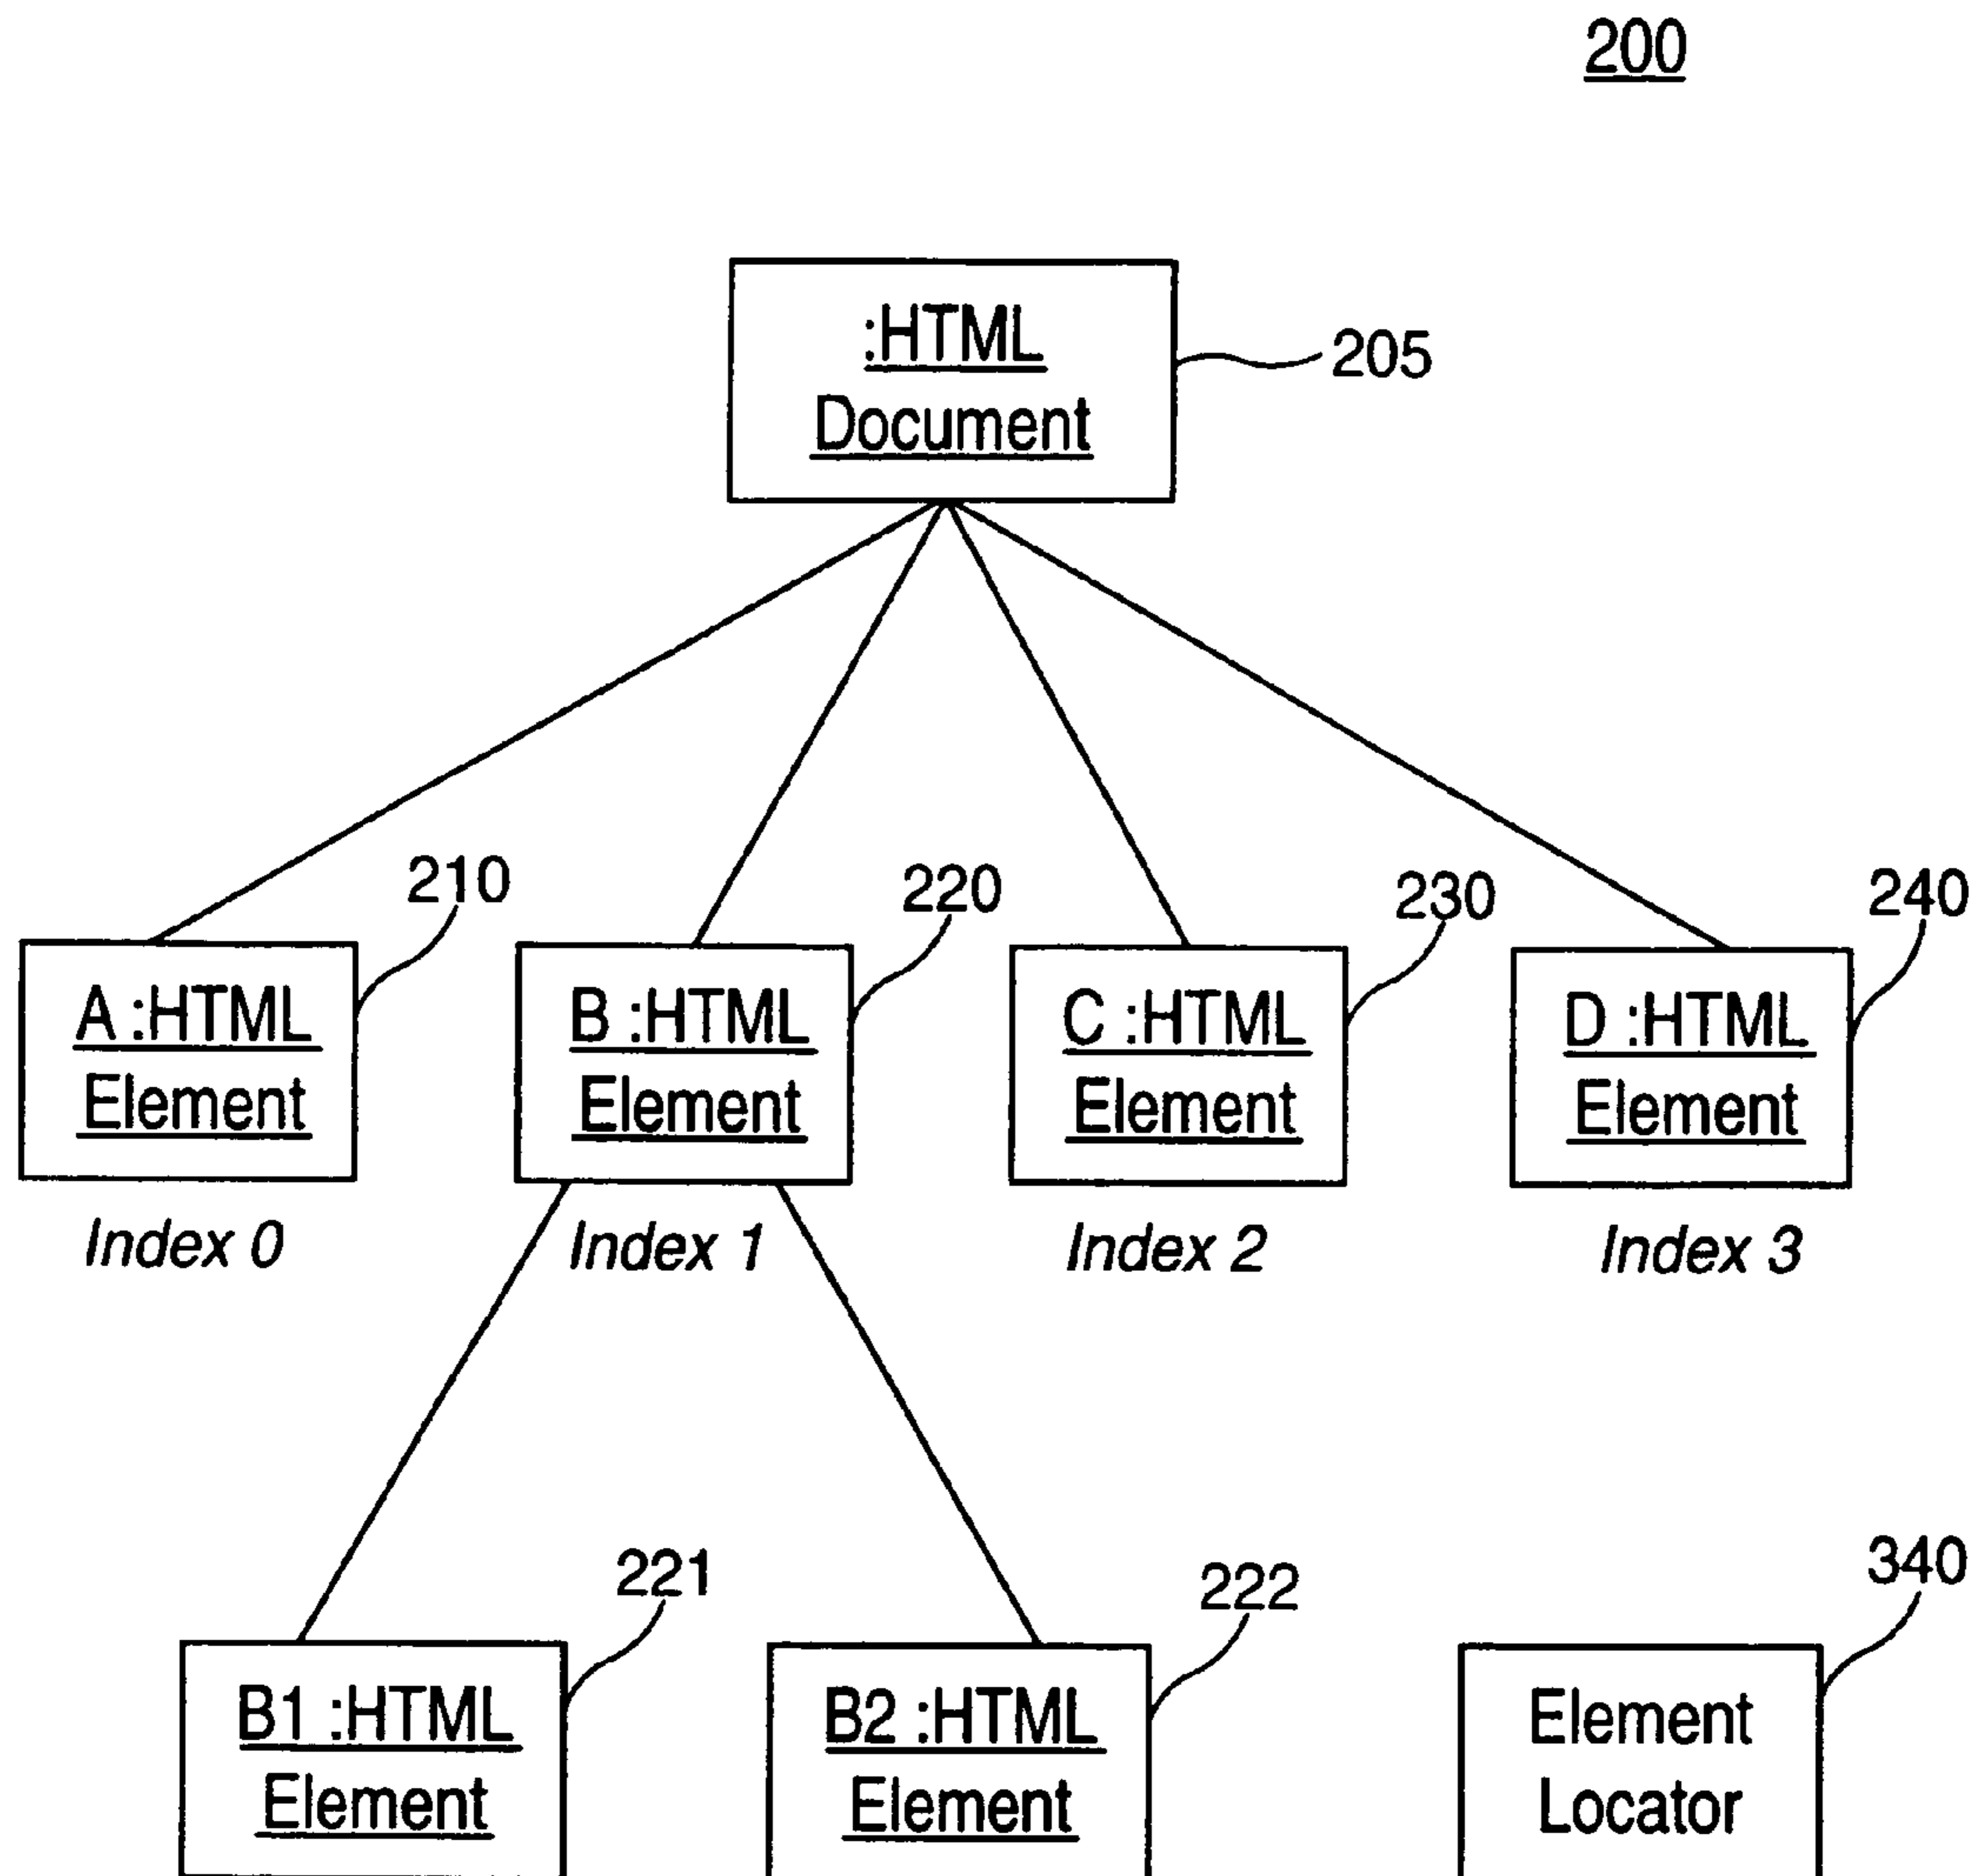 200
:HTML
Document
205
210
220
230
240
A :HTML
Element
B :HTML
Element
C :HTML
Element
D :HTML
Element
Index 0
Index 1
Index 2
Index 3
221
222
340
B1 :HTML
Element
B2 :HTML
Element
Element
Locator